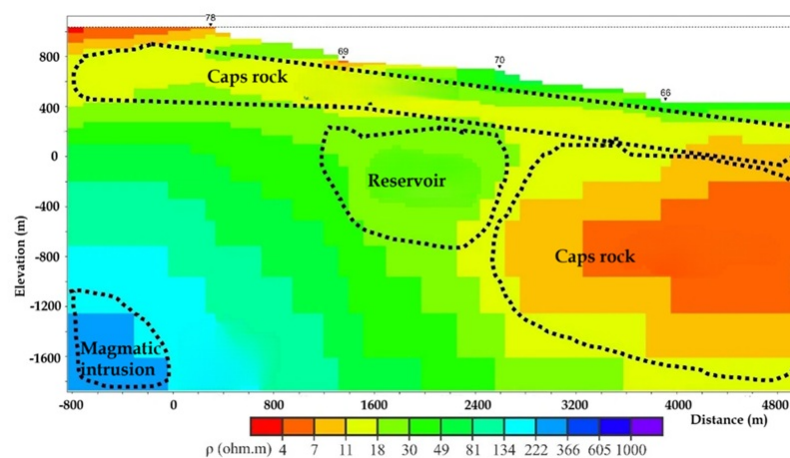 78
69
70
66
800
400
0
-400
-800
-1200
-1600
Elevation (m)
Caps rock
Reservoir
Caps rock
Magmatic
intrusion
-800 0 800 1600 2400 3200 4000 4800
Distance (m)
ρ (ohm.m) 4 7 11 18 30 49 81 134 222 366 605 1000